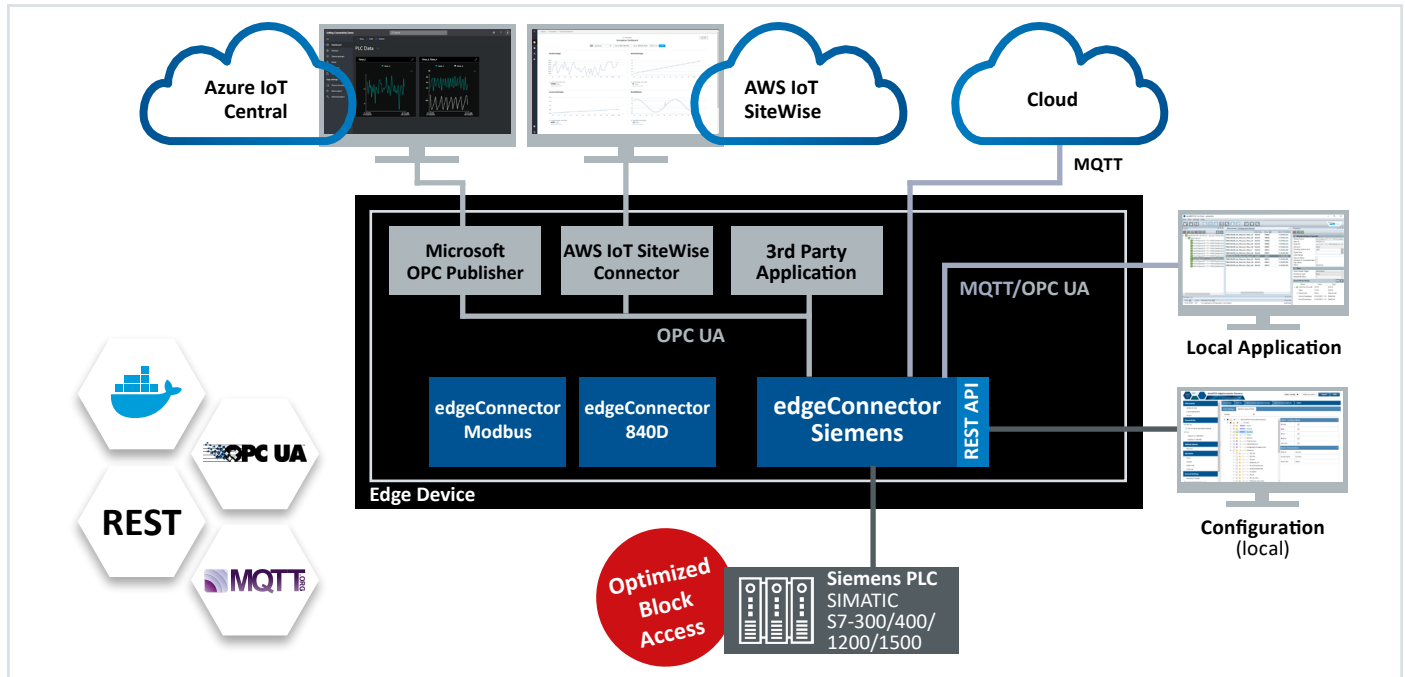 Azure IoT
Central
PLC Data
AWS IoT
SiteWise
Cloud
MQTT
Microsoft
OPC Publisher
AWS IoT SiteWise
Connector
3rd Party
Application
MQTT/OPC UA
OPC UA
Local Application
edgeConnector
Modbus
edgeConnector
840D
edgeConnector
Siemens
REST API
Edge Device
Configuration
(local)
OPC UA
REST
MQTT.ORG
Optimized
Block
Access
Siemens PLC
SIMATIC
S7-300/400/
1200/1500